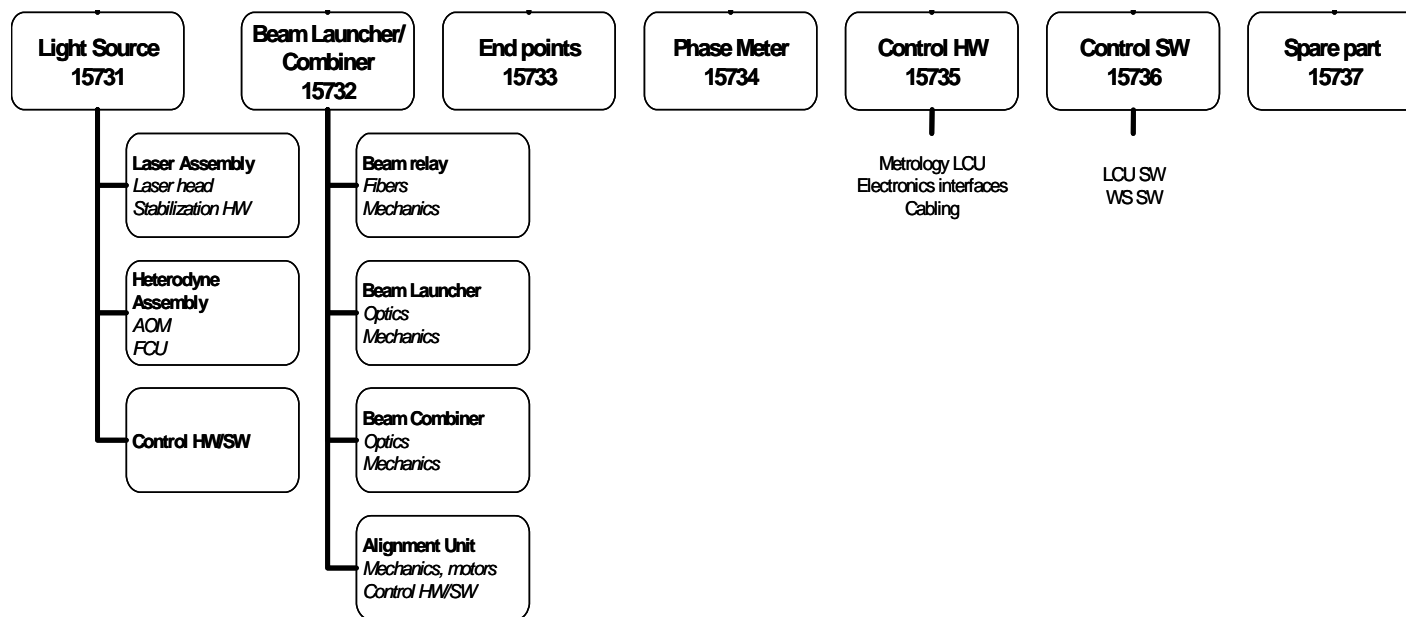 Light Source
15731
Beam Launcher/
Combiner
15732
End points
15733
Phase Meter
15734
Control HW
15735
Control SW
15736
Spare part
15737
Laser Assembly
Laser head
Stabilization HW
Heterodyne
Assembly
AOM
FCU
Control HW/SW
Beam relay
Fibers
Mechanics
Beam Launcher
Optics
Mechanics
Beam Combiner
Optics
Mechanics
Alignment Unit
Mechanics, motors
Control HW/SW
Metrology LCU
Electronics interfaces
Cabling
LCU SW
WS SW